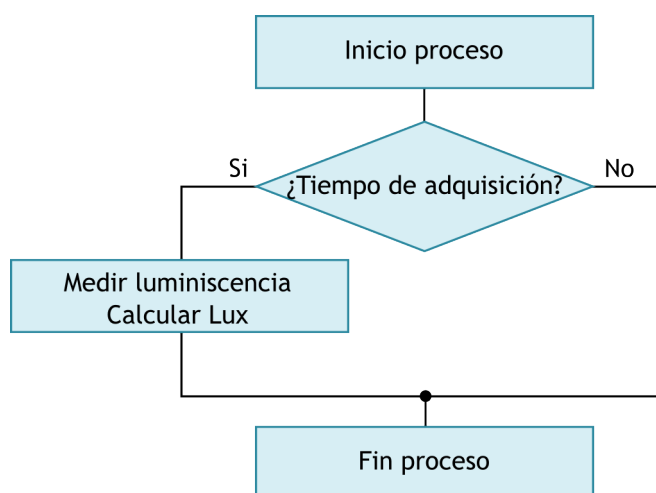 Inicio proceso
¿Tiempo de adquisición?
Si
No
Medir luminiscencia
Calcular Lux
Fin proceso